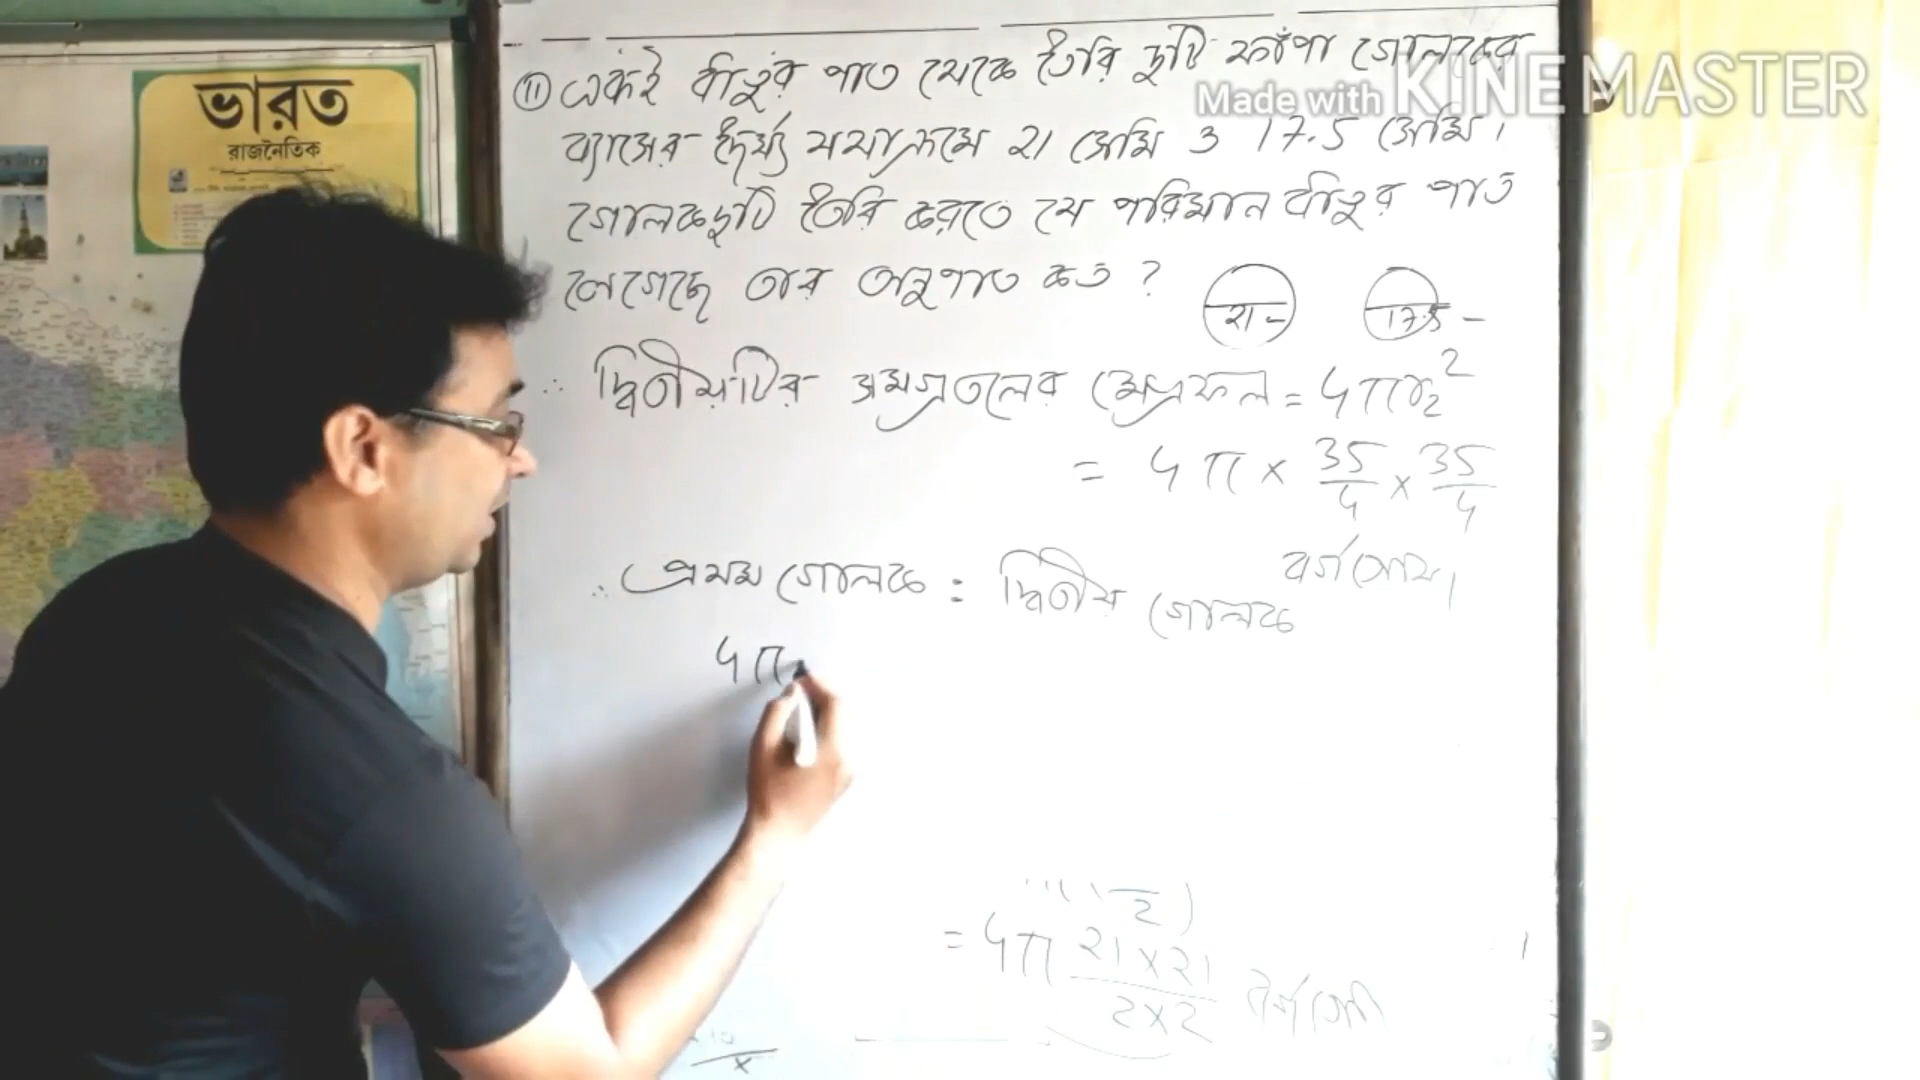 ভারত
রাজনৈতিক
Made with KINEMASTER
11 একই ধাতুর পাত থেকে তৈরি দুটি ফাঁপা গোলকের
ব্যাসের দৈর্ঘ্য যথাক্রমে 21 সেমি ও 17.5 সেমি।
গোলকদুটি তৈরি করতে যে পরিমান ধাতুর পাত
লেগেছে তার অনুপাত কত ?
21 17.5
∴ দ্বিতীয়টির সমগ্রতলের ক্ষেত্রফল = 4πr₂²
= 4π × 35/4 × 35/4
বর্গসেমি।
∴ প্রথম গোলক : দ্বিতীয় গোলক
4π
= 4π 21×21/2×2 বর্গসেমি